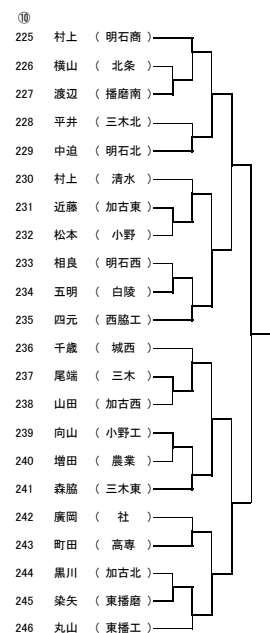 ⑩
225 村上 （ 明石商 ）
226 横山 （ 北条 ）
227 渡辺 （ 播磨南 ）
228 平井 （ 三木北 ）
229 中迫 （ 明石北 ）
230 村上 （ 清水 ）
231 近藤 （ 加古東 ）
232 松本 （ 小野 ）
233 相良 （ 明石西 ）
234 五明 （ 白陵 ）
235 四元 （ 西脇工 ）
236 千歳 （ 城西 ）
237 尾端 （ 三木 ）
238 山田 （ 加古西 ）
239 向山 （ 小野工 ）
240 増田 （ 農業 ）
241 森脇 （ 三木東 ）
242 廣岡 （ 社 ）
243 町田 （ 高専 ）
244 黒川 （ 加古北 ）
245 染矢 （ 東播磨 ）
246 丸山 （ 東播工 ）